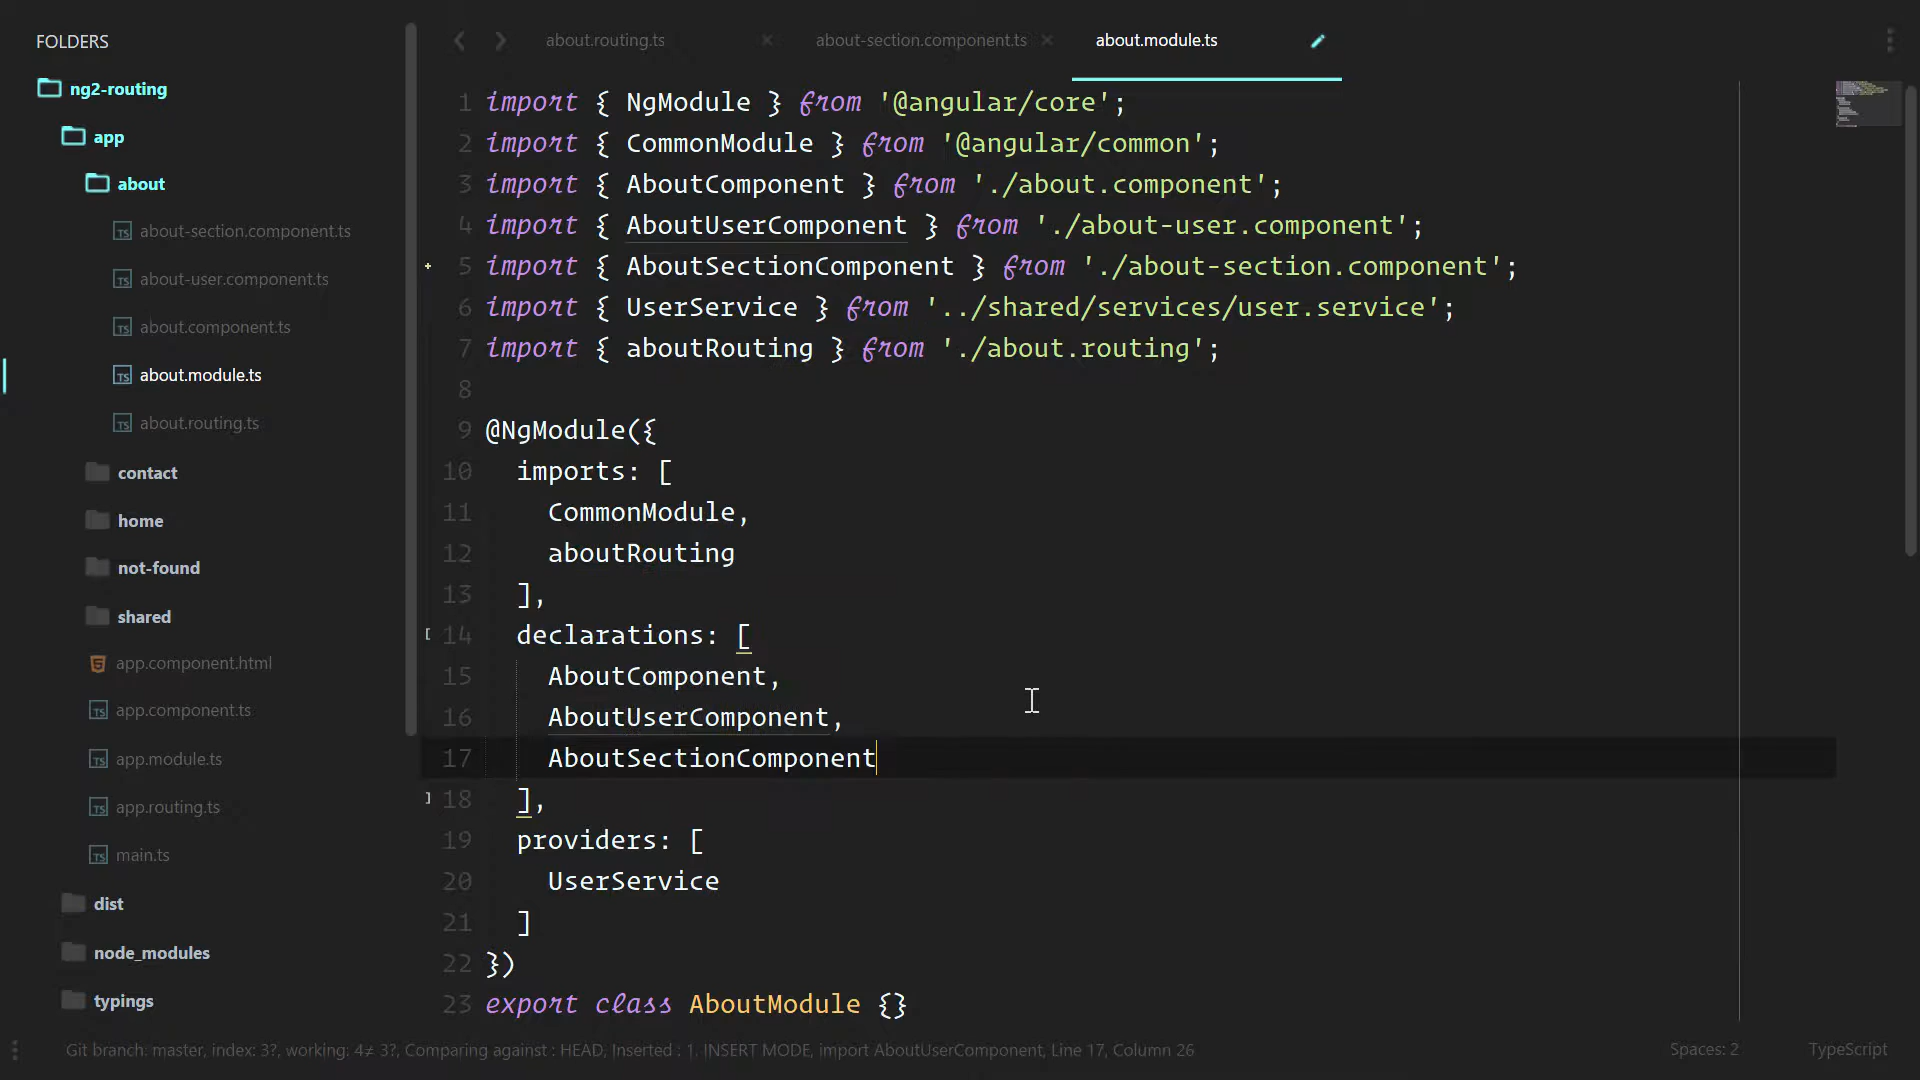 FOLDERS
ng2-routing
app
about
about-section.component.ts
about-user.component.ts
about.component.ts
about.module.ts
about.routing.ts
contact
home
not-found
shared
app.component.html
app.component.ts
app.module.ts
app.routing.ts
main.ts
dist
node_modules
typings
about.routing.ts
about-section.component.ts
about.module.ts
1 import { NgModule } from '@angular/core';
2 import { CommonModule } from '@angular/common';
3 import { AboutComponent } from './about.component';
4 import { AboutUserComponent } from './about-user.component';
5 import { AboutSectionComponent } from './about-section.component';
6 import { UserService } from '../shared/services/user.service';
7 import { aboutRouting } from './about.routing';
8
9 @NgModule({
10 imports: [
11 CommonModule,
12 aboutRouting
13 ],
14 declarations: [
15 AboutComponent,
16 AboutUserComponent,
17 AboutSectionComponent
18 ],
19 providers: [
20 UserService
21 ]
22 })
23 export class AboutModule {}
Git branch: master, index: 3?, working: 4≠ 3?, Comparing against : HEAD, Inserted : 1, INSERT MODE, import AboutUserComponent, Line 17, Column 26
Spaces: 2
TypeScript